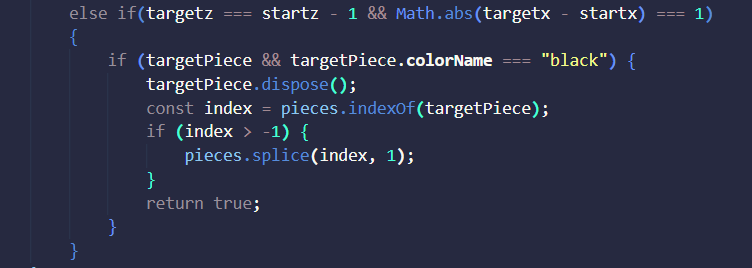 else if(targetz === startz - 1 && Math.abs(targetx - startx) === 1)
{
if (targetPiece && targetPiece.colorName === "black") {
targetPiece.dispose();
const index = pieces.indexOf(targetPiece);
if (index > -1) {
pieces.splice(index, 1);
}
return true;
}
}